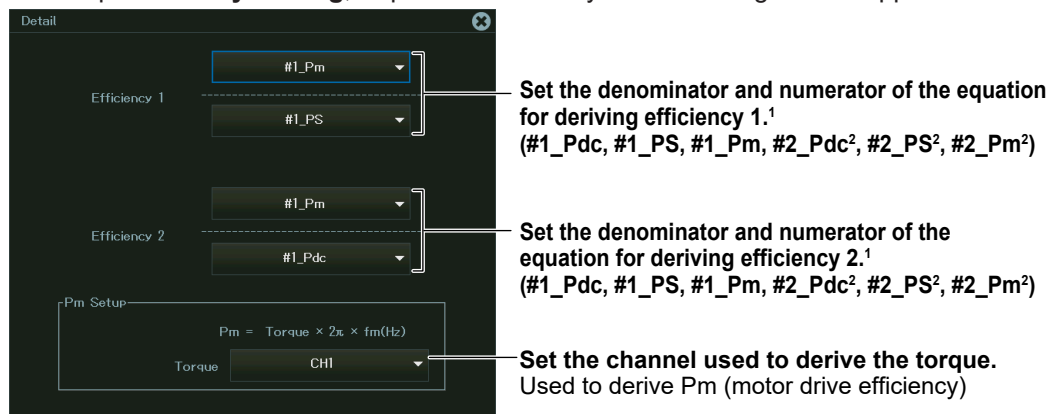 Detail
#1_Pm
Efficiency 1
#1_PS
Set the denominator and numerator of the equation
for deriving efficiency 1.¹
(#1_Pdc, #1_PS, #1_Pm, #2_Pdc², #2_PS², #2_Pm²)
#1_Pm
Efficiency 2
#1_Pdc
Set the denominator and numerator of the
equation for deriving efficiency 2.¹
(#1_Pdc, #1_PS, #1_Pm, #2_Pdc², #2_PS², #2_Pm²)
Pm Setup
Pm = Torque × 2π × fm(Hz)
Torque
CH1
Set the channel used to derive the torque.
Used to derive Pm (motor drive efficiency)